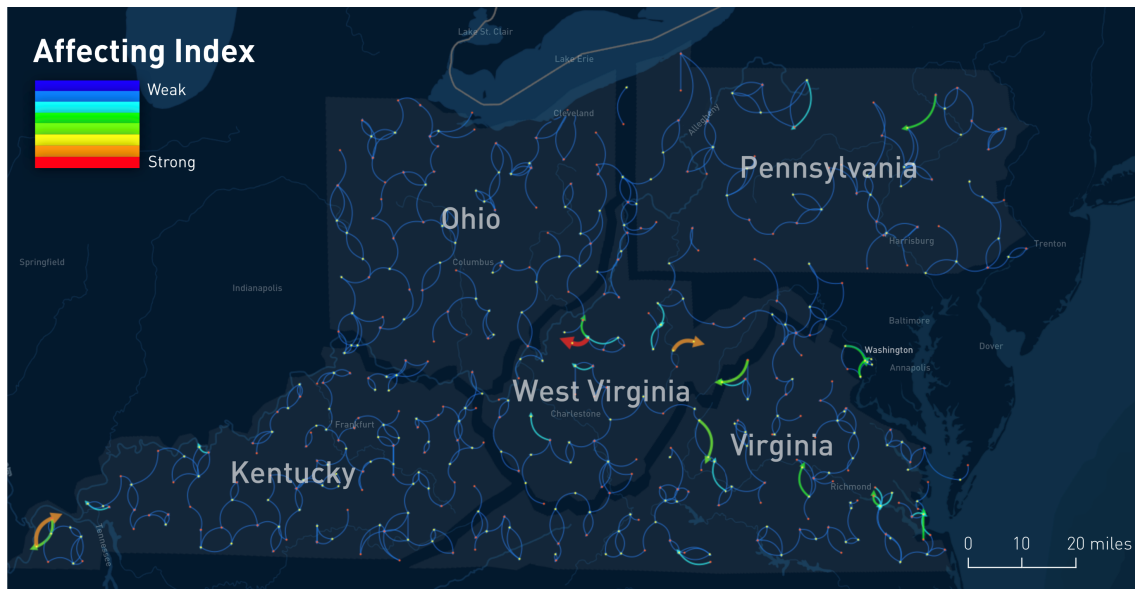 Affecting Index
Weak
Strong
Lake St. Clair
Lake Erie
Cleveland
Allegheny
Pennsylvania
Ohio
Harrisburg
Trenton
Springfield
Columbus
Indianapolis
Baltimore
Washington
Dover
Annapolis
West Virginia
Charlestone
Frankfurt
Virginia
Kentucky
Richmond
Tennessee
0 10 20 miles